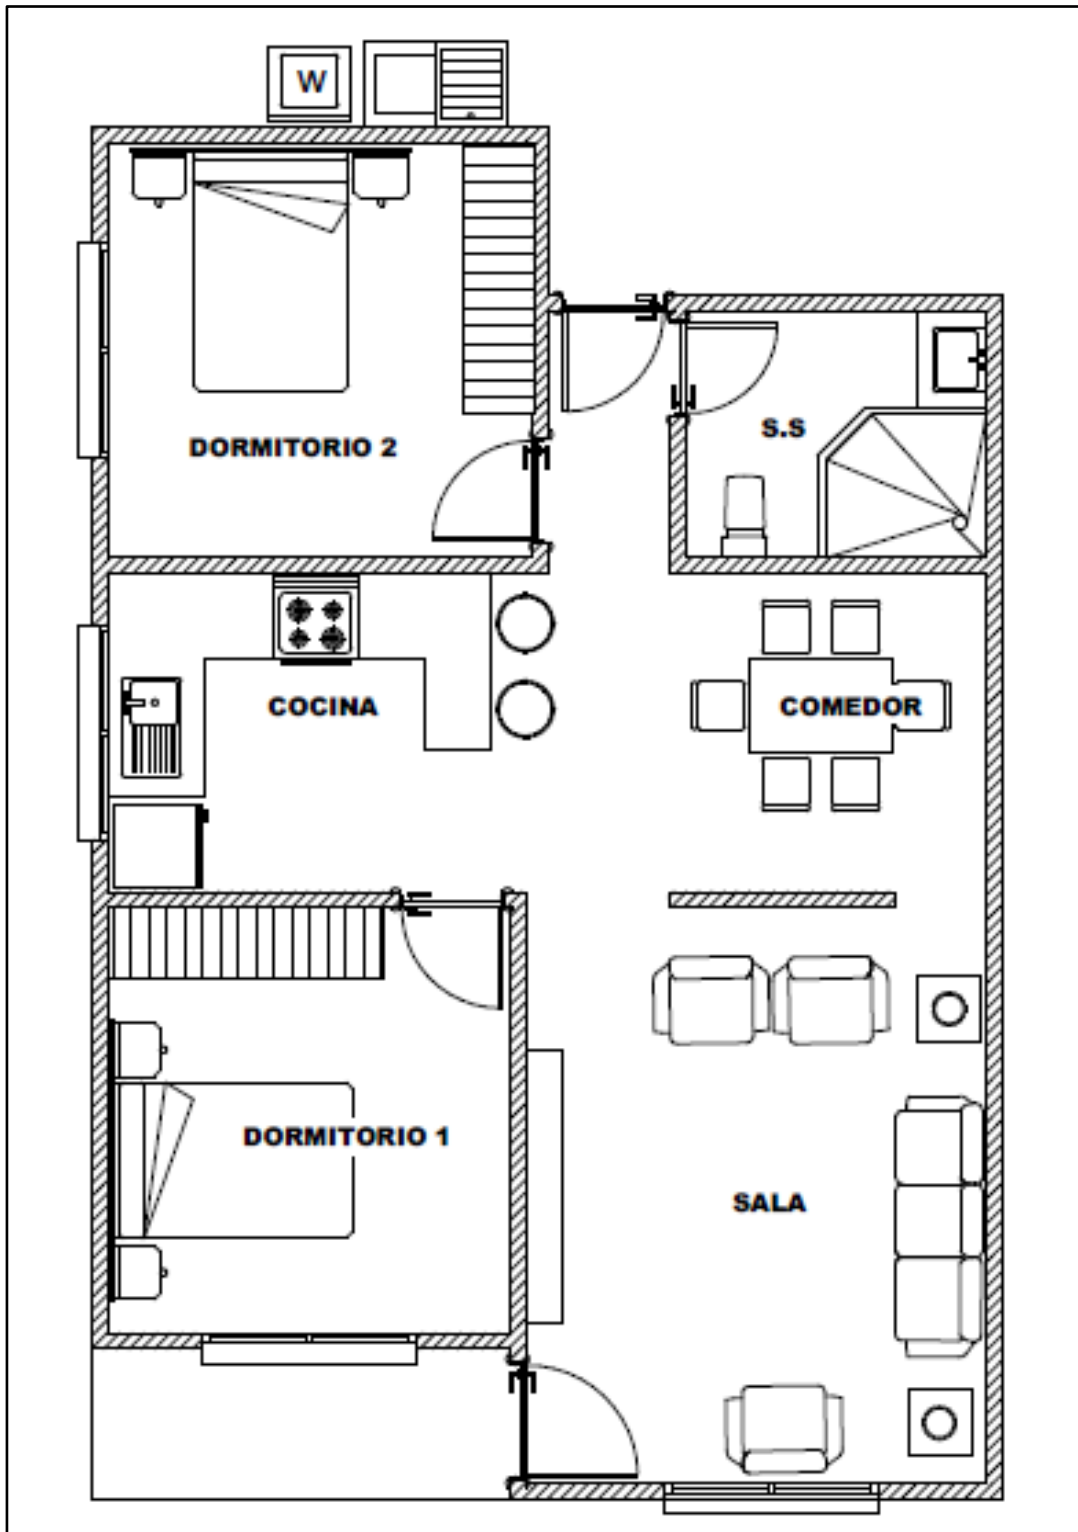 W
DORMITORIO 2
S.S
COCINA
COMEDOR
DORMITORIO 1
SALA